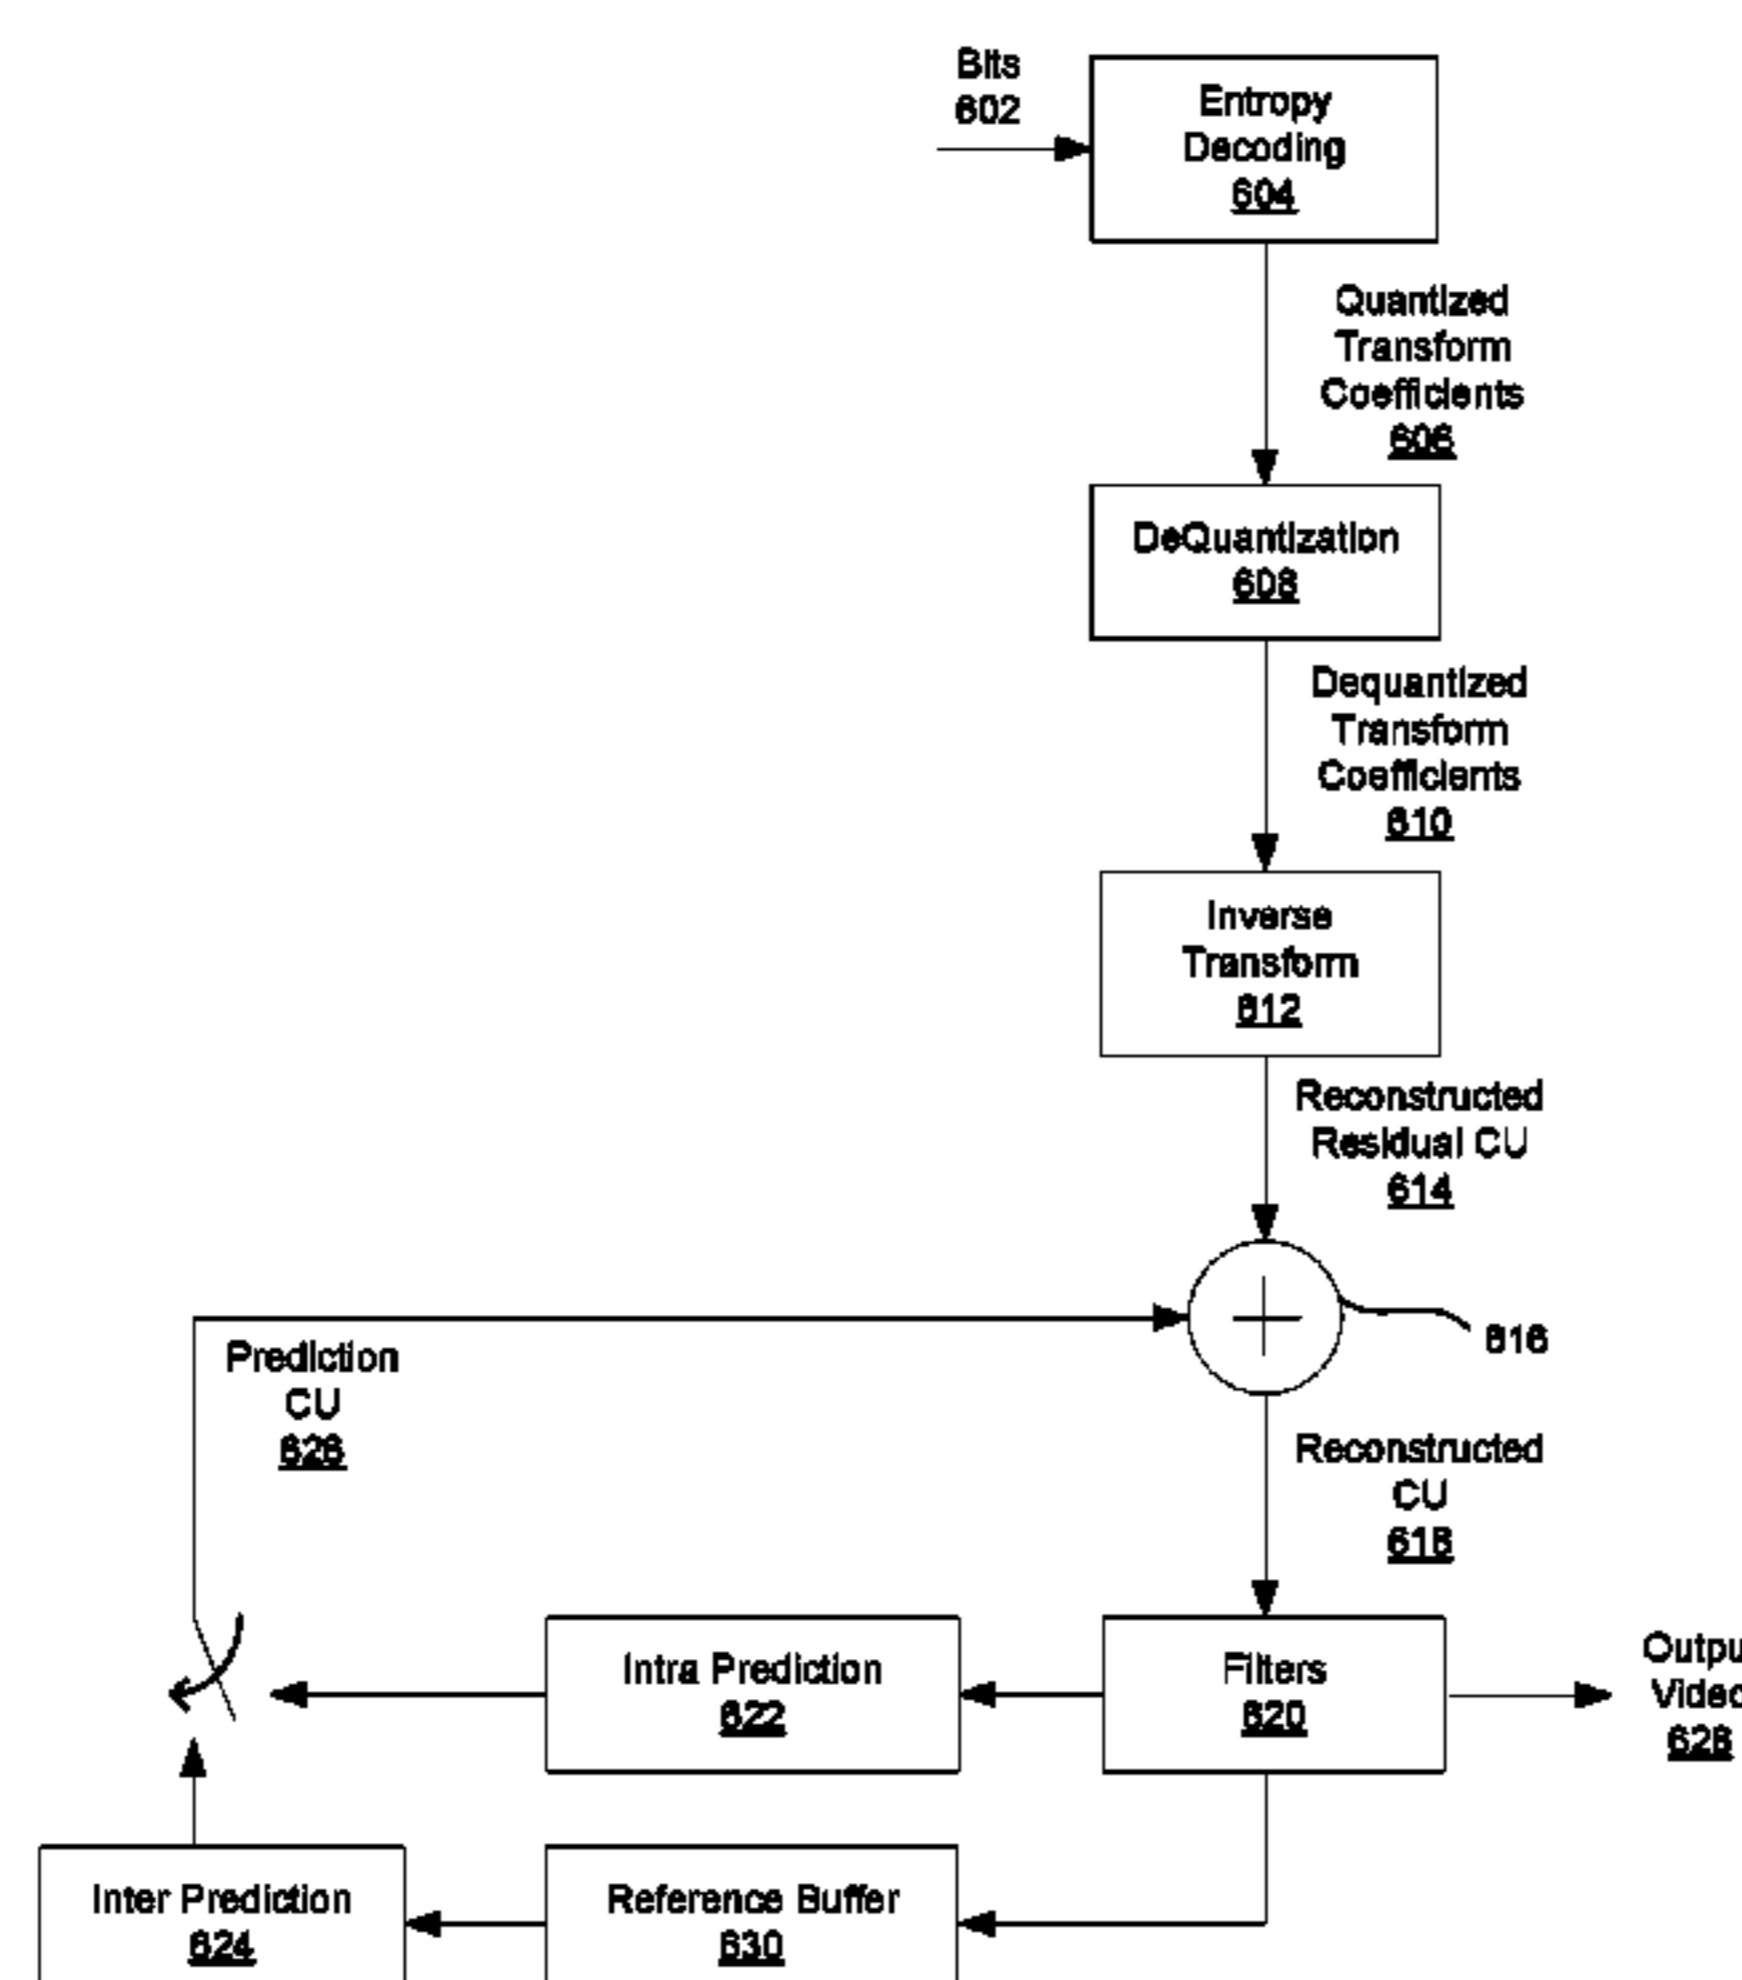 Bits
602
Entropy
Decoding
604
Quantized
Transform
Coefficients
606
DeQuantization
608
Dequantized
Transform
Coefficients
610
Inverse
Transform
612
Reconstructed
Residual CU
614
616
Prediction
CU
626
Reconstructed
CU
618
Intra Prediction
622
Filters
620
Outpu
Video
628
Inter Prediction
624
Reference Buffer
630